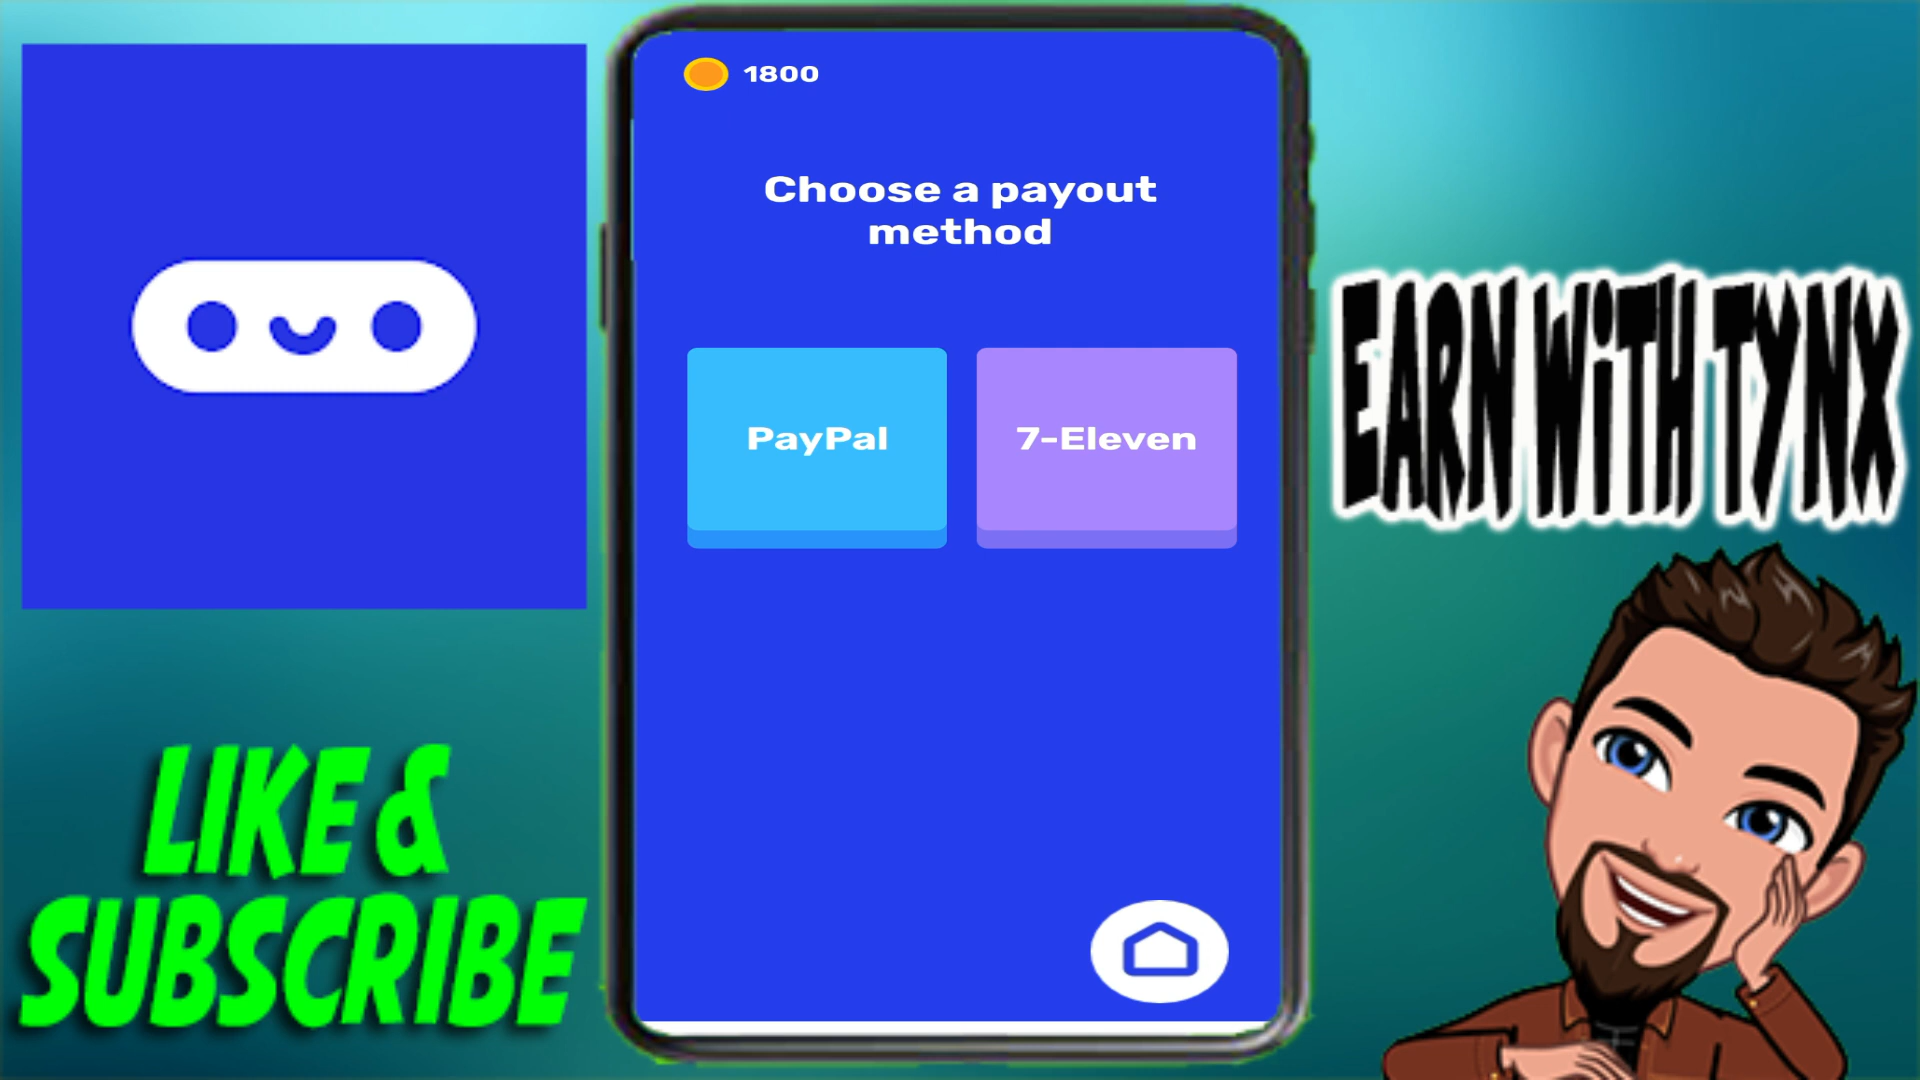 1800
Choose a payout
method
PayPal
7-Eleven
EARN WiTH TYNX
LIKE &
SUBSCRIBE